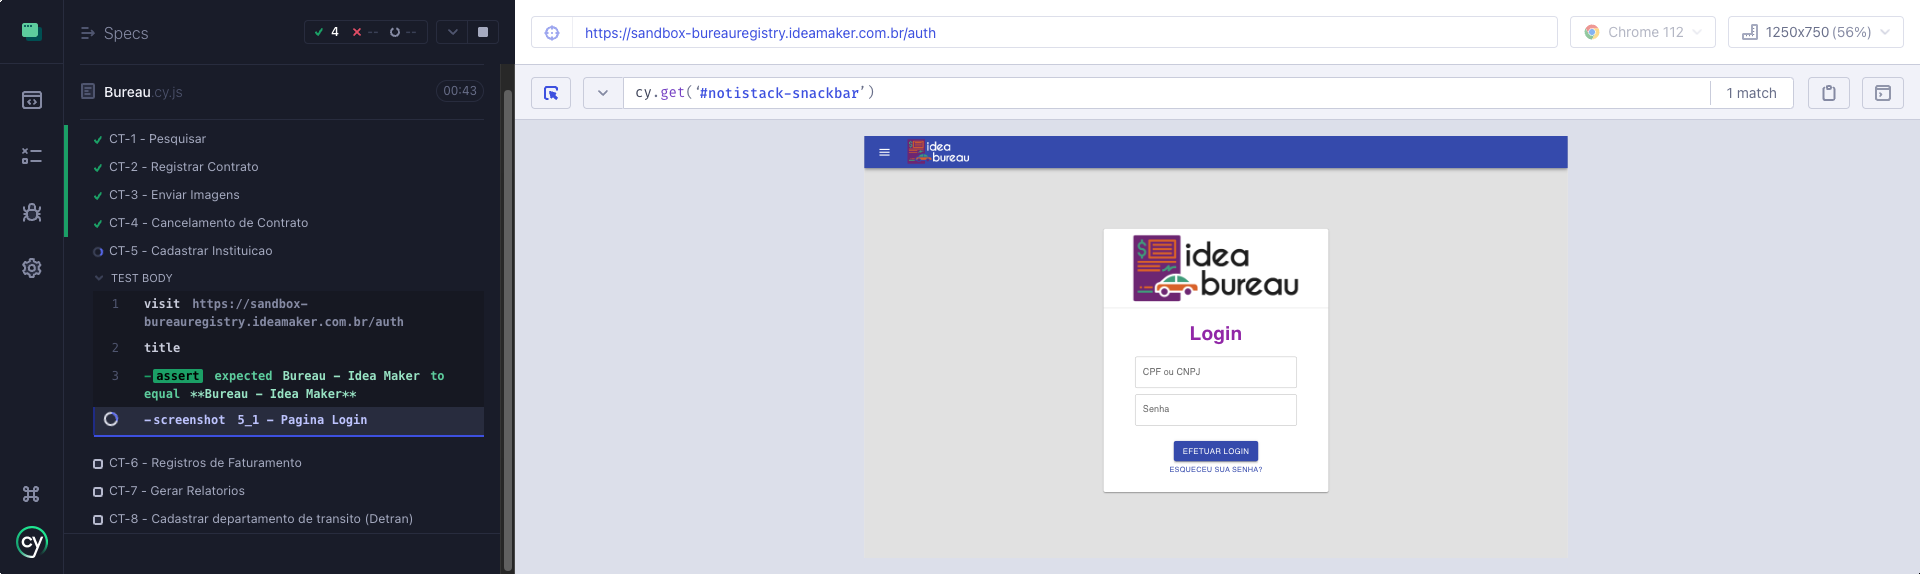 Specs
4 -- --
Bureau.cy.js 00:43
CT-1 - Pesquisar
CT-2 - Registrar Contrato
CT-3 - Enviar Imagens
CT-4 - Cancelamento de Contrato
CT-5 - Cadastrar Instituicao
TEST BODY
1 visit https://sandbox-
bureauregistry.ideamaker.com.br/auth
2 title
3 -assert expected Bureau - Idea Maker to
equal **Bureau - Idea Maker**
-screenshot 5_1 - Pagina Login
CT-6 - Registros de Faturamento
CT-7 - Gerar Relatorios
CT-8 - Cadastrar departamento de transito (Detran)
cy
https://sandbox-bureauregistry.ideamaker.com.br/auth
Chrome 112
1250x750 (56%)
cy.get(‘#notistack-snackbar’)
1 match
idea
bureau
$ idea
bureau
Login
CPF ou CNPJ
Senha
EFETUAR LOGIN
ESQUECEU SUA SENHA?